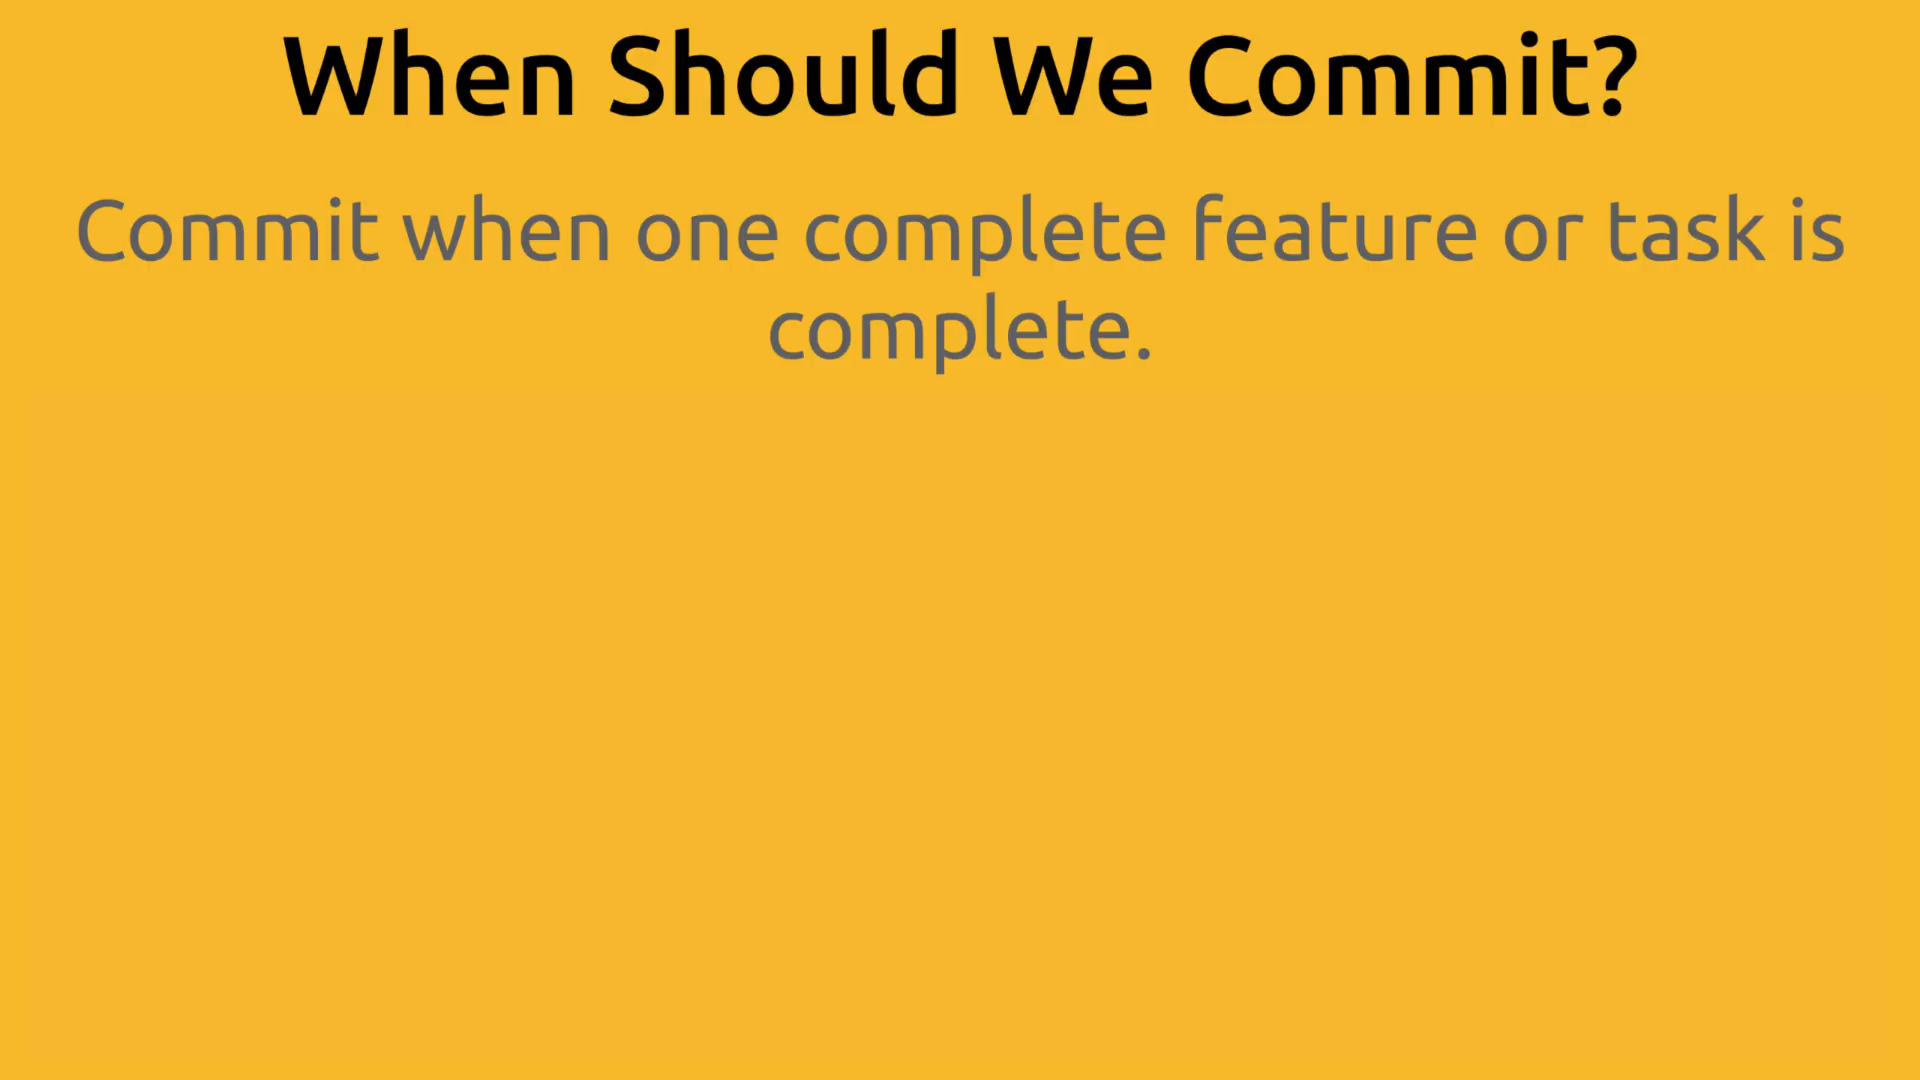 When Should We Commit?
Commit when one complete feature or task is
complete.